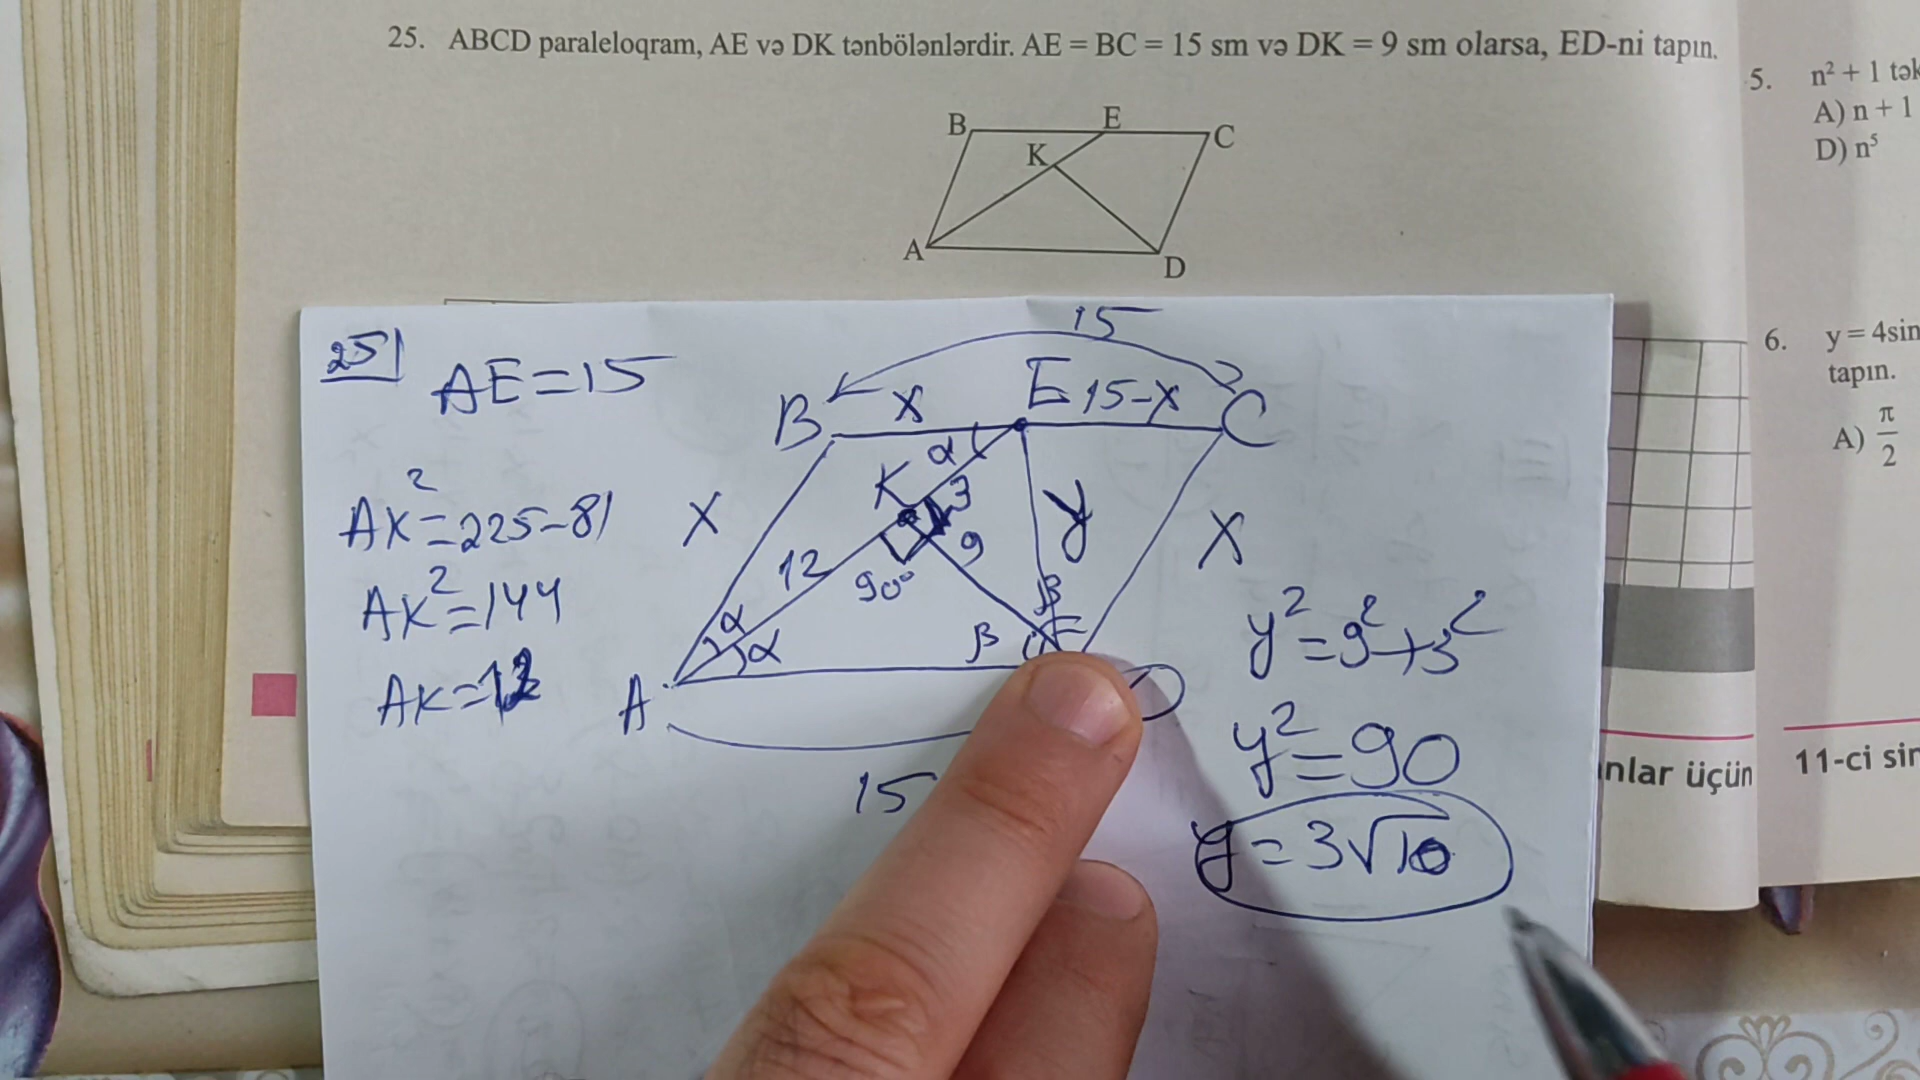 25. ABCD paraleloqram, AE və DK tənbölənlərdir. AE = BC = 15 sm və DK = 9 sm olarsa, ED-ni tapın.
B E C
K
A D
5. n² + 1 tək
A) n + 1
D) n⁵
6. y = 4sin
tapın.
A) π/2
nlar üçün
11-ci sin
25)
AE=15
15
B x E 15-x C
α
K 3
AK²=225-81
x
12 90° 9 y
x
AK²=144
α α β β
y²=9²+3²
AK=12
A D
15
y²=90
y=3√10